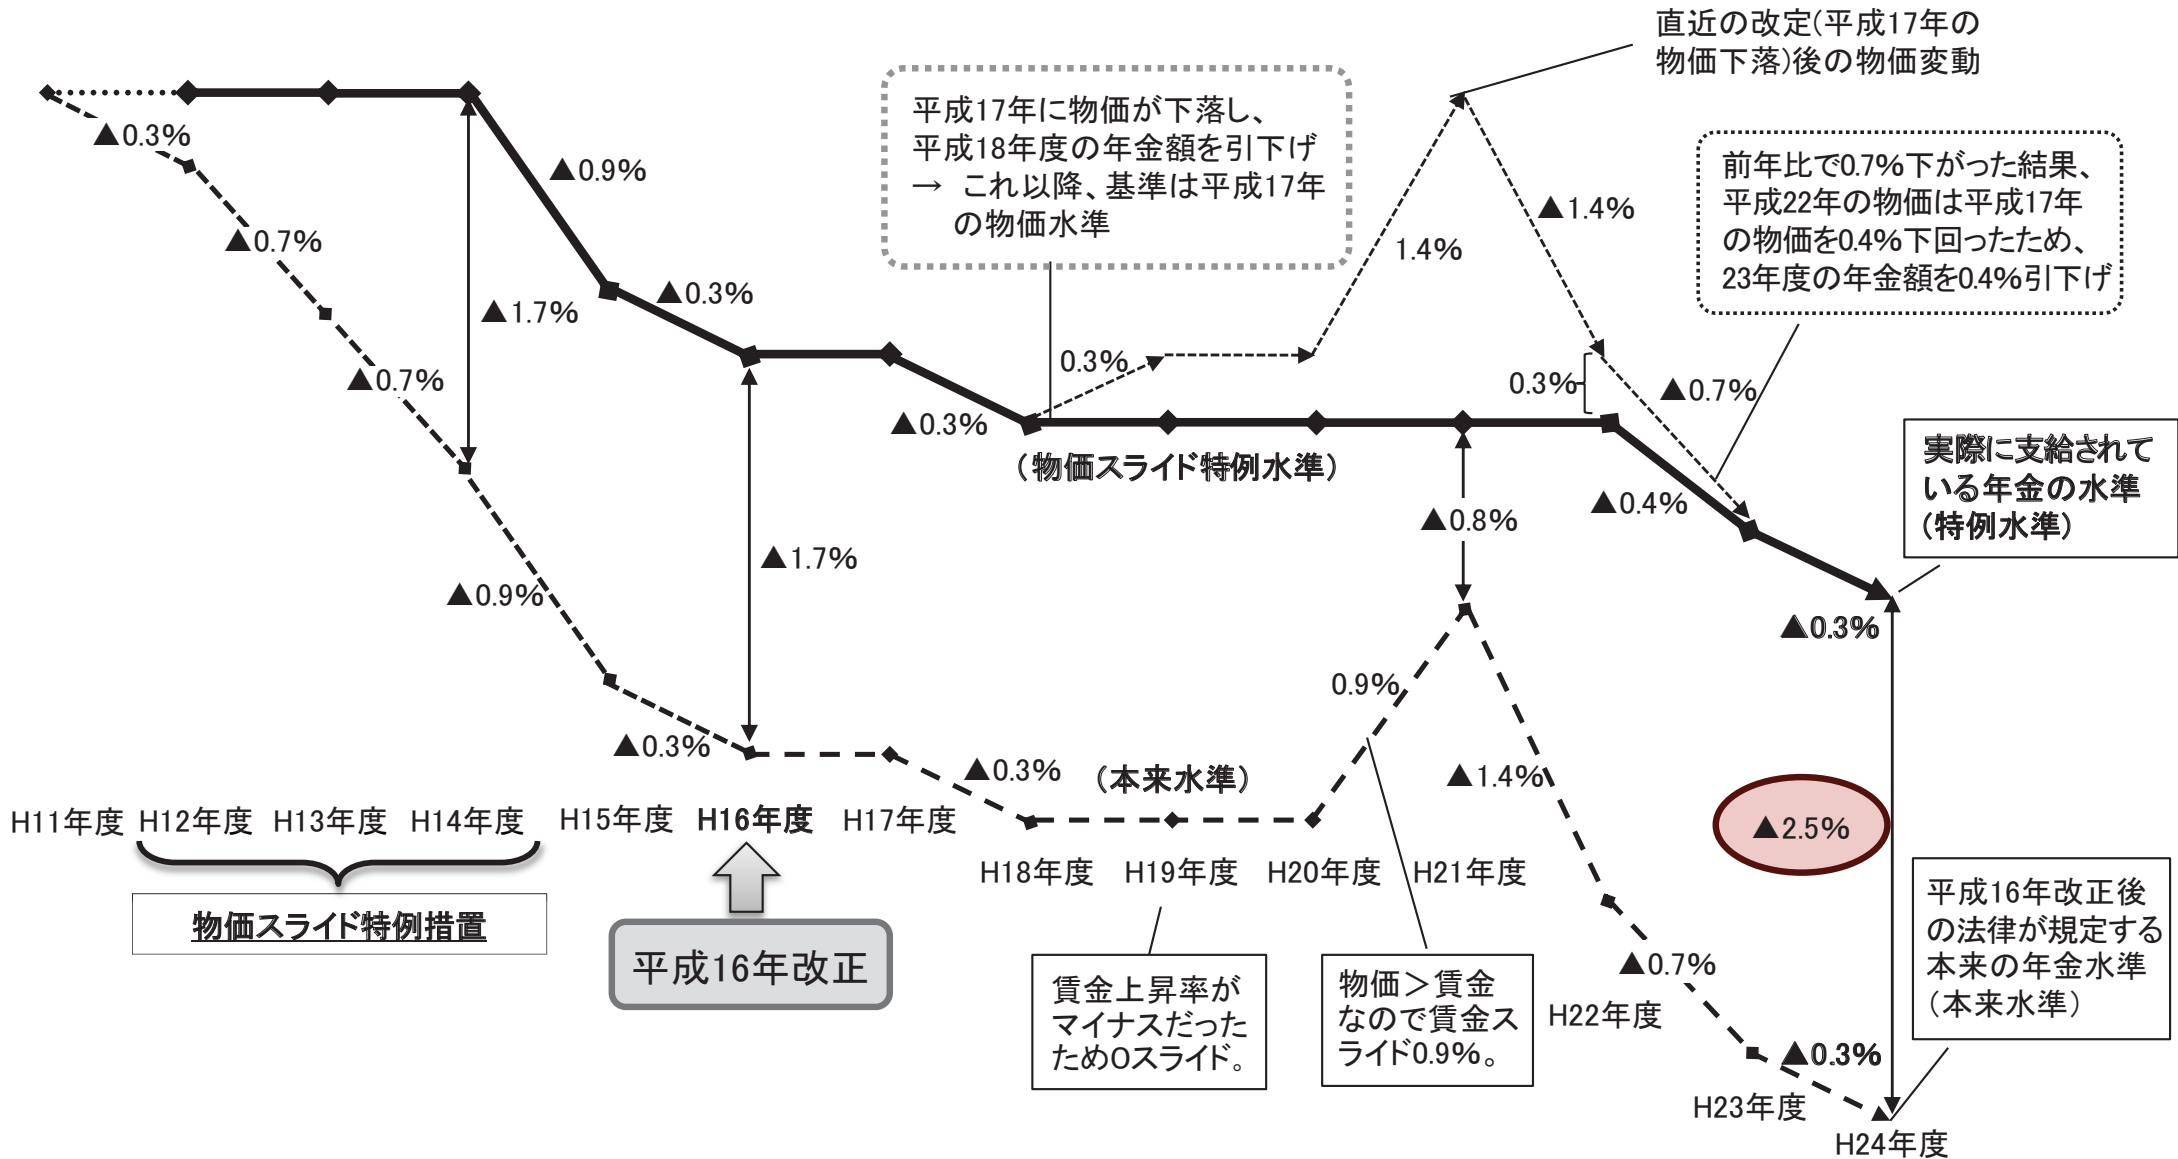 直近の改定(平成17年の
物価下落)後の物価変動
平成17年に物価が下落し、
平成18年度の年金額を引下げ
→ これ以降、基準は平成17年
の物価水準
前年比で0.7%下がった結果、
平成22年の物価は平成17年
の物価を0.4%下回ったため、
23年度の年金額を0.4%引下げ
▲0.3%
▲0.9%
▲0.7%
▲1.7%
▲0.3%
▲0.7%
▲0.3%
0.3%
1.4%
▲1.4%
0.3%
▲0.7%
(物価スライド特例水準)
▲0.4%
実際に支給されて
いる年金の水準
(特例水準)
▲0.8%
▲1.7%
▲0.9%
▲0.3%
▲0.3%
▲0.3%
(本来水準)
0.9%
▲1.4%
▲2.5%
H11年度 H12年度 H13年度 H14年度 H15年度 H16年度 H17年度
H18年度 H19年度 H20年度 H21年度
物価スライド特例措置
平成16年改正
賃金上昇率が
マイナスだった
ため0スライド。
物価>賃金
なので賃金ス
ライド0.9%。
平成16年改正後
の法律が規定する
本来の年金水準
(本来水準)
▲0.7%
H22年度
▲0.3%
H23年度
H24年度